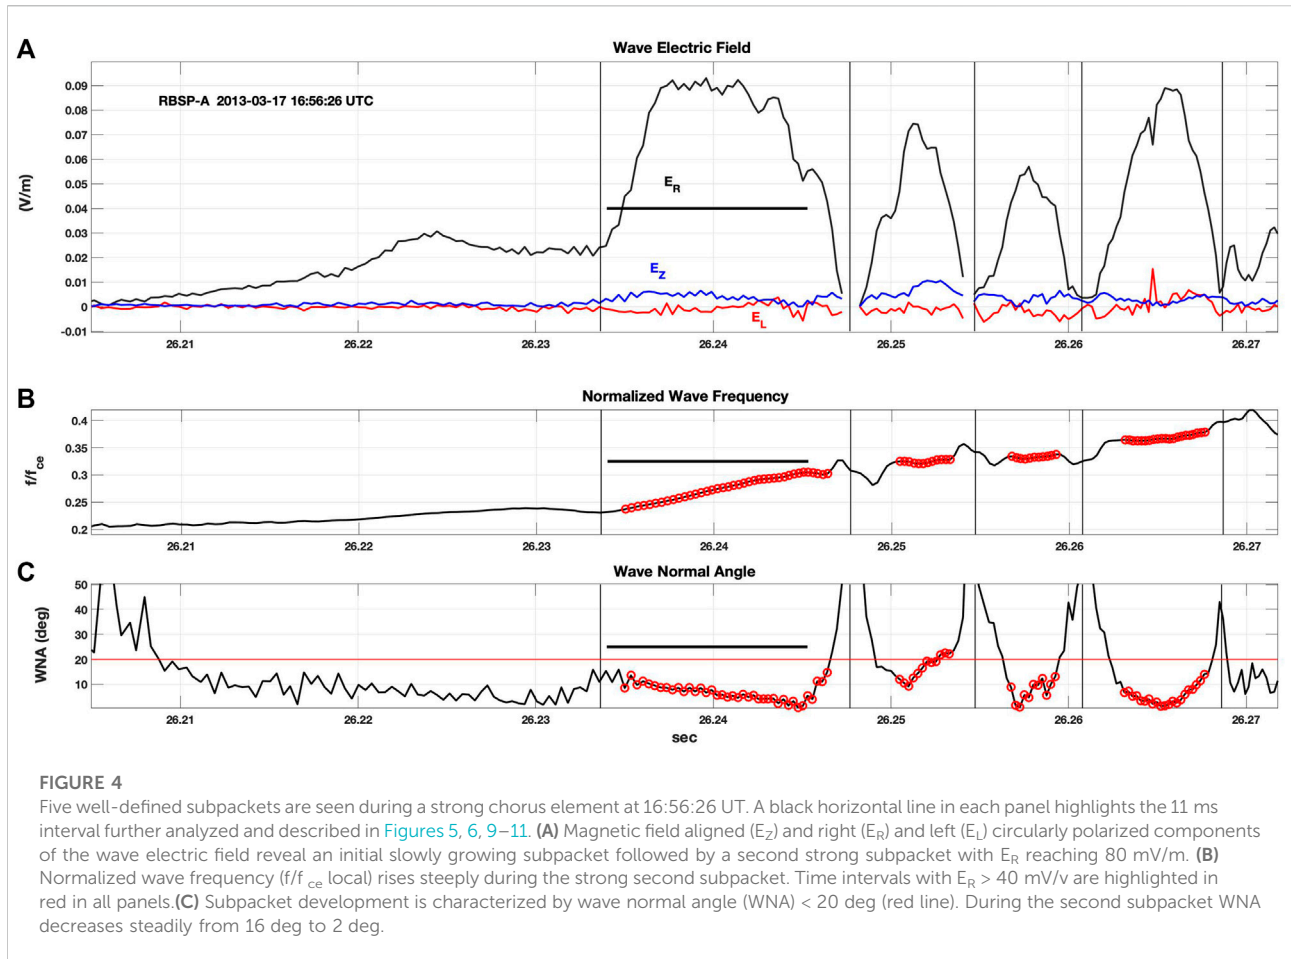 A
Wave Electric Field
RBSP-A 2013-03-17 16:56:26 UTC
(V/m)
0.09
0.08
0.07
0.06
0.05
0.04
0.03
0.02
0.01
0
-0.01
E_R
E_Z
E_L
26.21 26.22 26.23 26.24 26.25 26.26 26.27
B
Normalized Wave Frequency
f/f_ce
0.4
0.35
0.3
0.25
0.2
26.21 26.22 26.23 26.24 26.25 26.26 26.27
C
Wave Normal Angle
WNA (deg)
50
40
30
20
10
26.21 26.22 26.23 26.24 26.25 26.26 26.27
sec
FIGURE 4
Five well-defined subpackets are seen during a strong chorus element at 16:56:26 UT. A black horizontal line in each panel highlights the 11 ms
interval further analyzed and described in Figures 5, 6, 9–11. (A) Magnetic field aligned (E_Z) and right (E_R) and left (E_L) circularly polarized components
of the wave electric field reveal an initial slowly growing subpacket followed by a second strong subpacket with E_R reaching 80 mV/m. (B)
Normalized wave frequency (f/f_ce local) rises steeply during the strong second subpacket. Time intervals with E_R > 40 mV/v are highlighted in
red in all panels.(C) Subpacket development is characterized by wave normal angle (WNA) < 20 deg (red line). During the second subpacket WNA
decreases steadily from 16 deg to 2 deg.